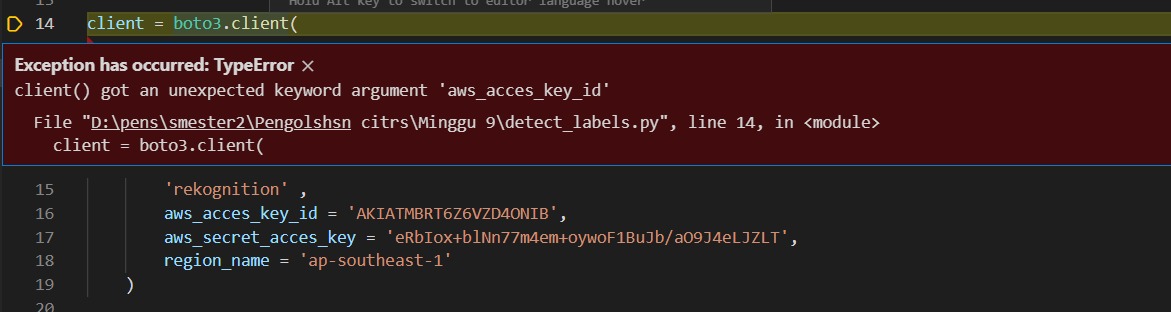 Hold Alt key to switch to editor language hover
14 client = boto3.client(
Exception has occurred: TypeError ×
client() got an unexpected keyword argument 'aws_acces_key_id'
File "D:\pens\smester2\Pengolshsn citrs\Minggu 9\detect_labels.py", line 14, in <module>
client = boto3.client(
15 'rekognition' ,
16 aws_acces_key_id = 'AKIATMBRT6Z6VZD4ONIB',
17 aws_secret_acces_key = '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',
18 region_name = 'ap-southeast-1'
19 )
20